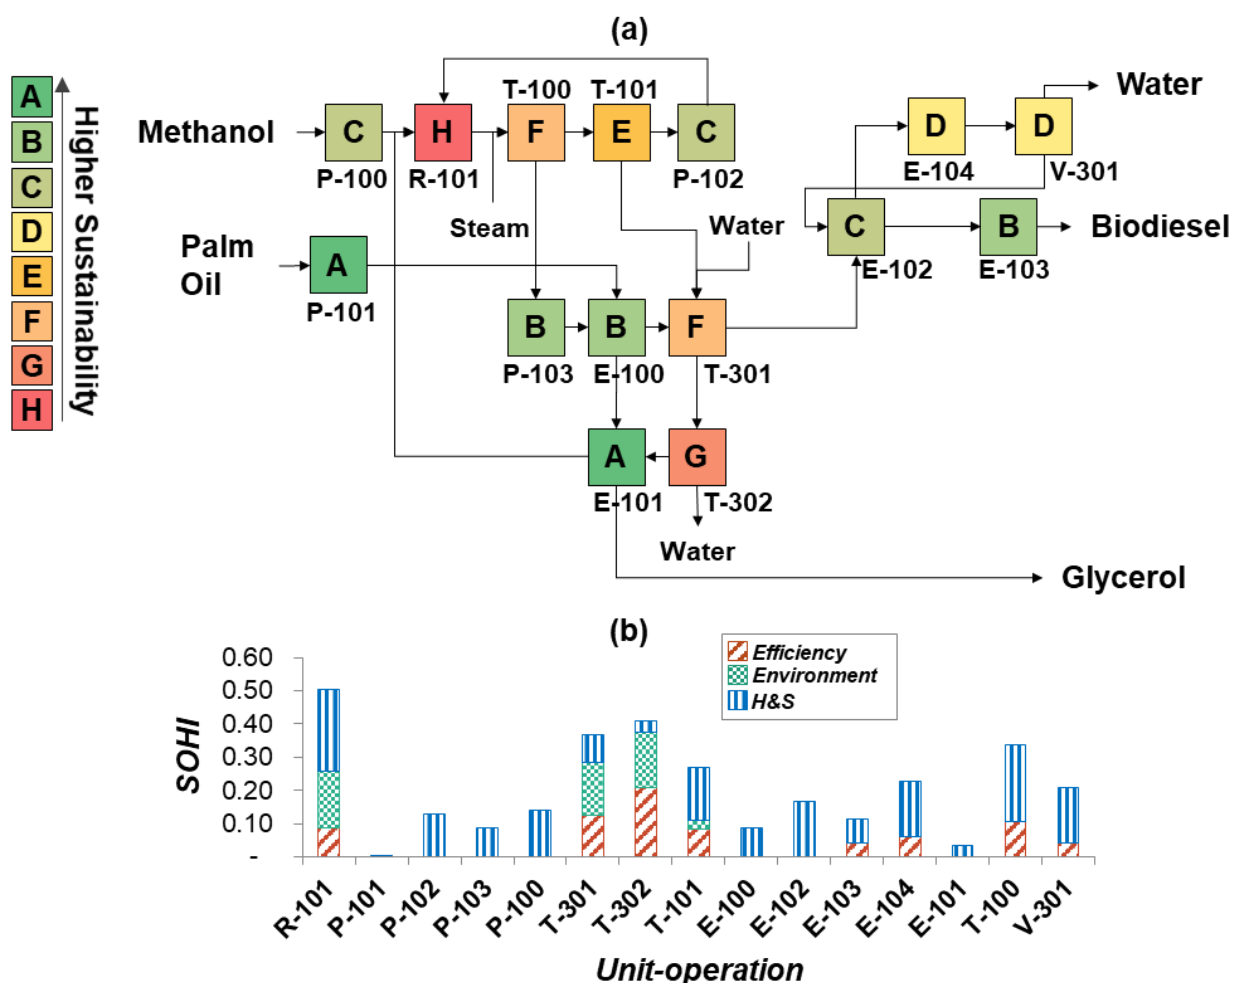 (a)
A
B
C
D
E
F
G
H
Higher Sustainability
Methanol
C
P-100
H
R-101
T-100
F
T-101
E
C
P-102
Steam
Water
D
E-104
D
V-301
Water
Palm
Oil
A
P-101
C
E-102
B
E-103
Biodiesel
B
P-103
B
E-100
F
T-301
A
E-101
G
T-302
Water
Glycerol
(b)
SOHI
0.60
0.50
0.40
0.30
0.20
0.10
-
Efficiency
Environment
H&S
R-101
P-101
P-102
P-103
P-100
T-301
T-302
T-101
E-100
E-102
E-103
E-104
E-101
T-100
V-301
Unit-operation